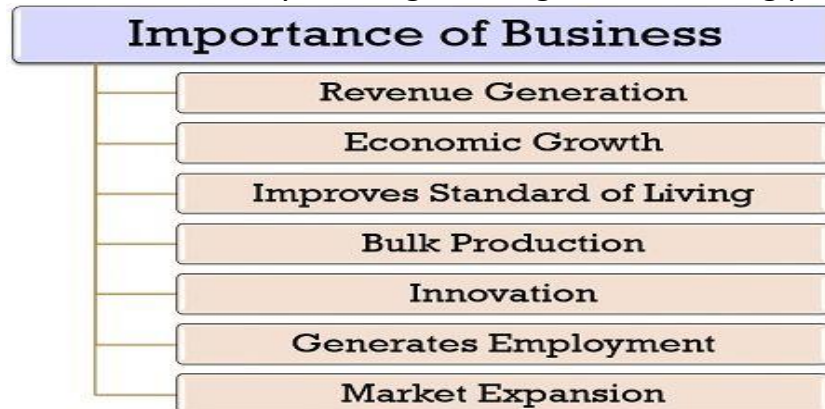 Importance of Business
Revenue Generation
Economic Growth
Improves Standard of Living
Bulk Production
Innovation
Generates Employment
Market Expansion